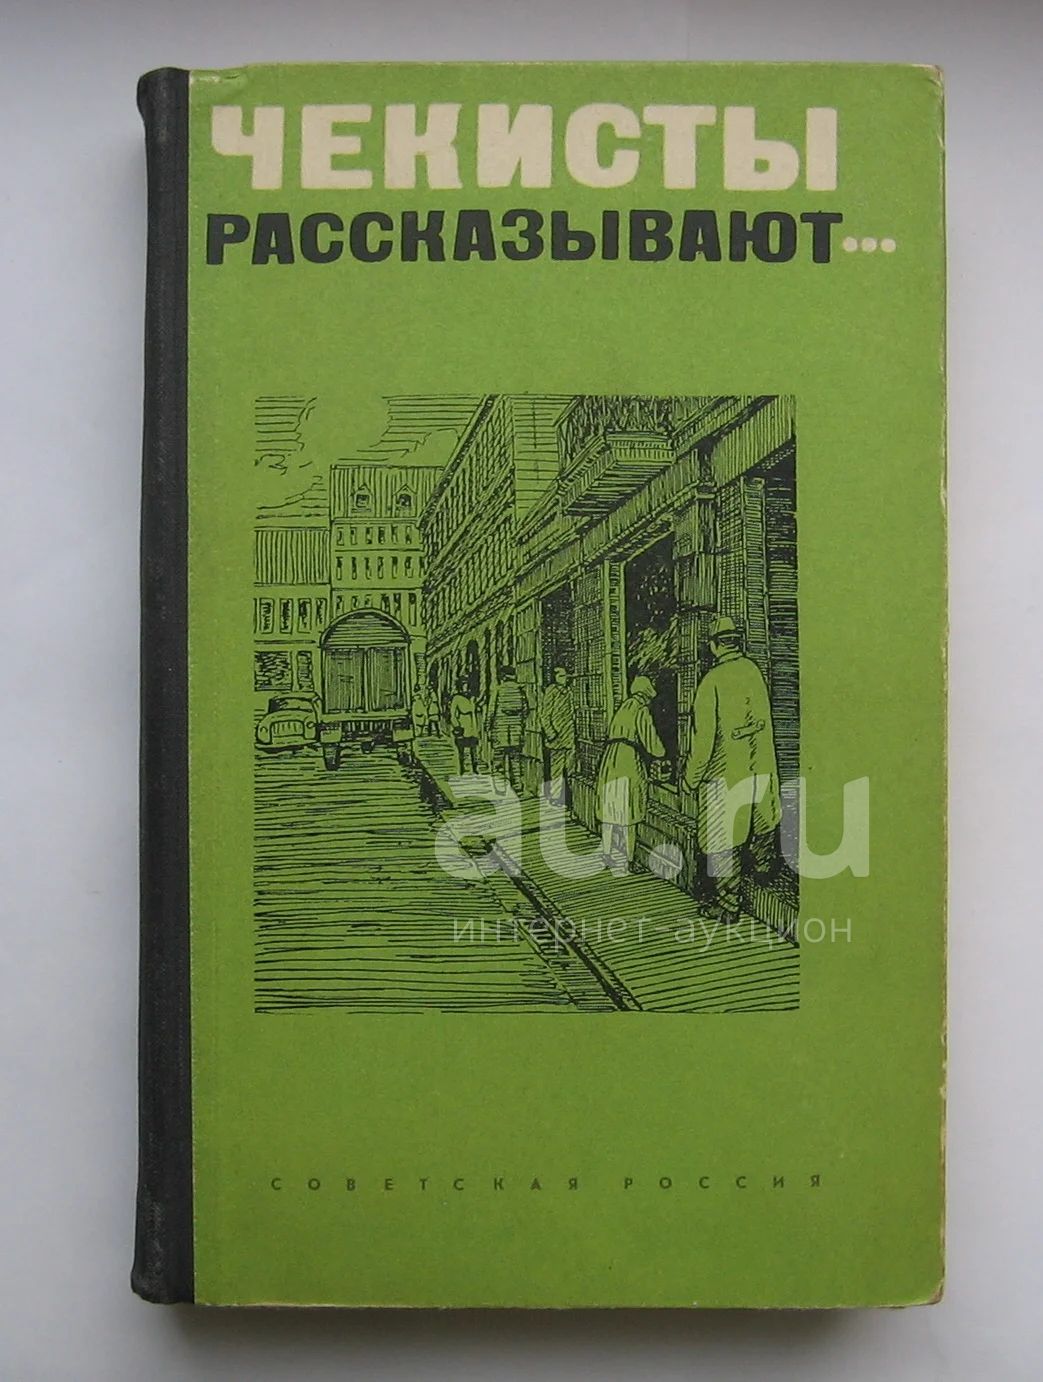 ЧЕКИСТЫ
РАССКАЗЫВАЮТ...
au.ru
интернет-аукцион
СОВЕТСКАЯ РОССИЯ